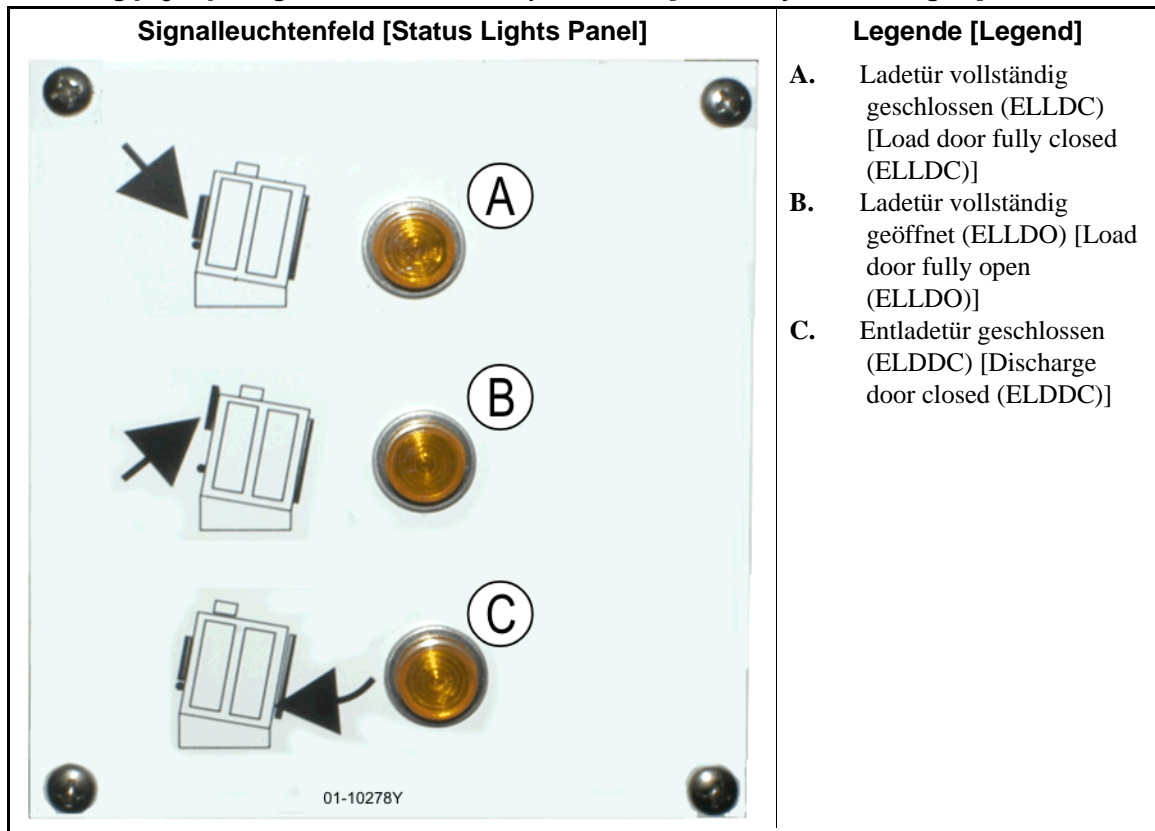 Signalleuchtenfeld [Status Lights Panel]
Legende [Legend]
A. Ladetür vollständig
geschlossen (ELLDC)
[Load door fully closed
(ELLDC)]
B. Ladetür vollständig
geöffnet (ELLDO) [Load
door fully open
(ELLDO)]
C. Entladetür geschlossen
(ELDDC) [Discharge
door closed (ELDDC)]
A
B
C
01-10278Y